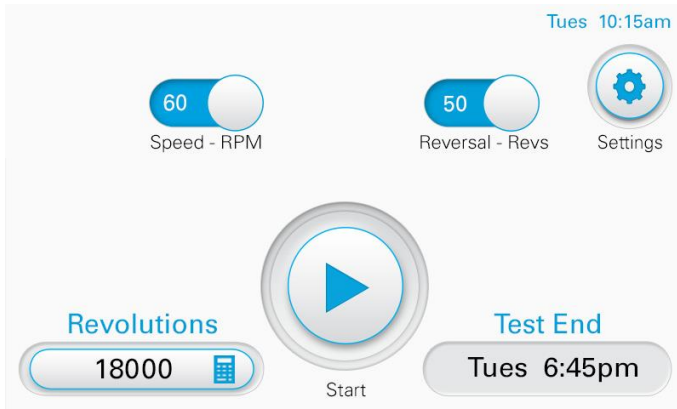 Tues 10:15am
60
50
Speed - RPM
Reversal - Revs
Settings
Revolutions
Test End
18000
Tues 6:45pm
Start